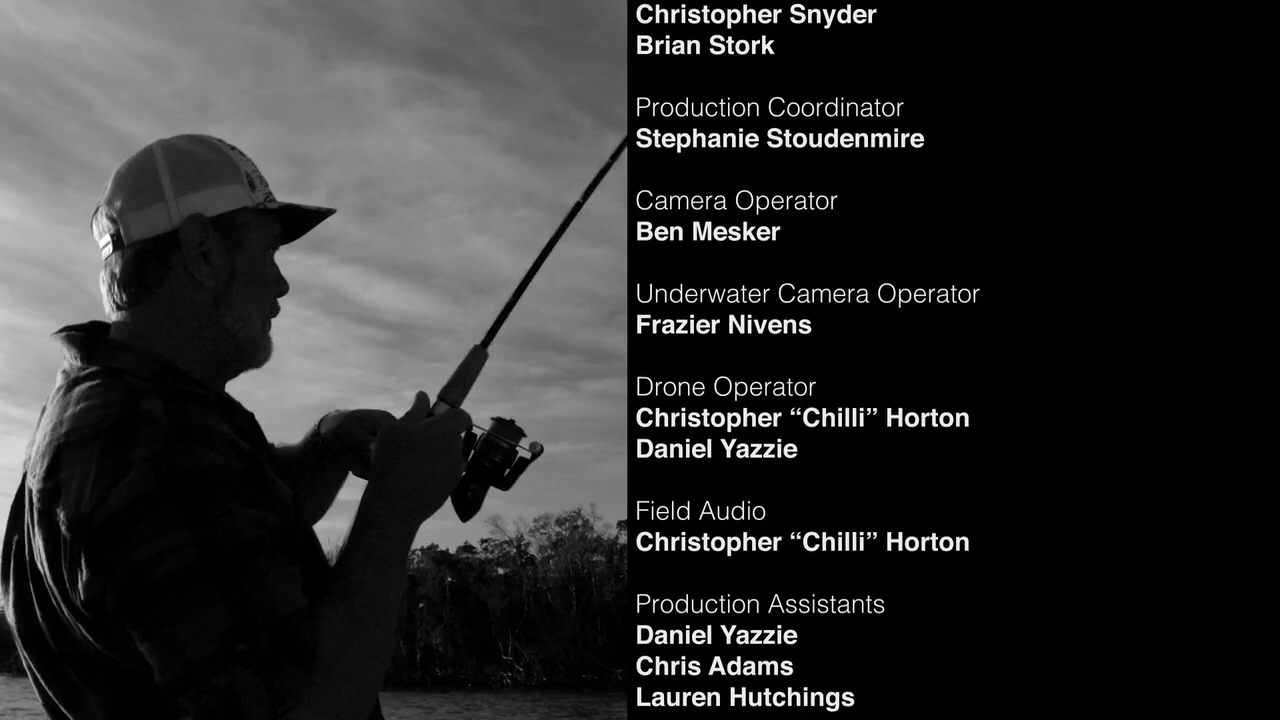 Christopher Snyder
Brian Stork
Production Coordinator
Stephanie Stoudenmire
Camera Operator
Ben Mesker
Underwater Camera Operator
Frazier Nivens
Drone Operator
Christopher “Chilli” Horton
Daniel Yazzie
Field Audio
Christopher “Chilli” Horton
Production Assistants
Daniel Yazzie
Chris Adams
Lauren Hutchings